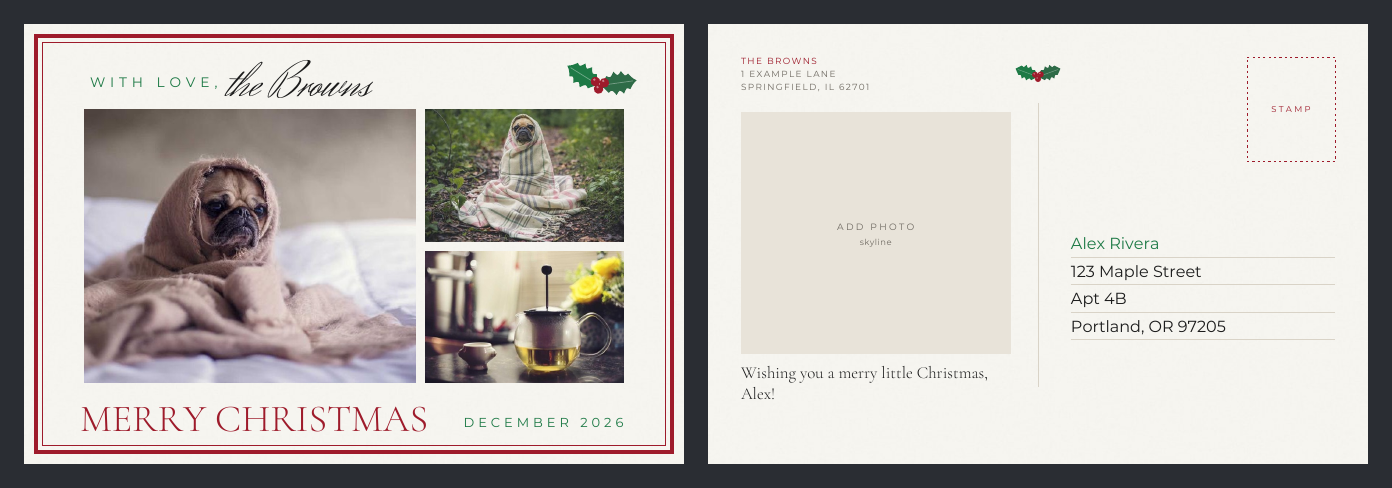 WITH LOVE, the Browns
MERRY CHRISTMAS
DECEMBER 2026
THE BROWNS
1 EXAMPLE LANE
SPRINGFIELD, IL 62701
STAMP
ADD PHOTO
skyline
Wishing you a merry little Christmas,
Alex!
Alex Rivera
123 Maple Street
Apt 4B
Portland, OR 97205